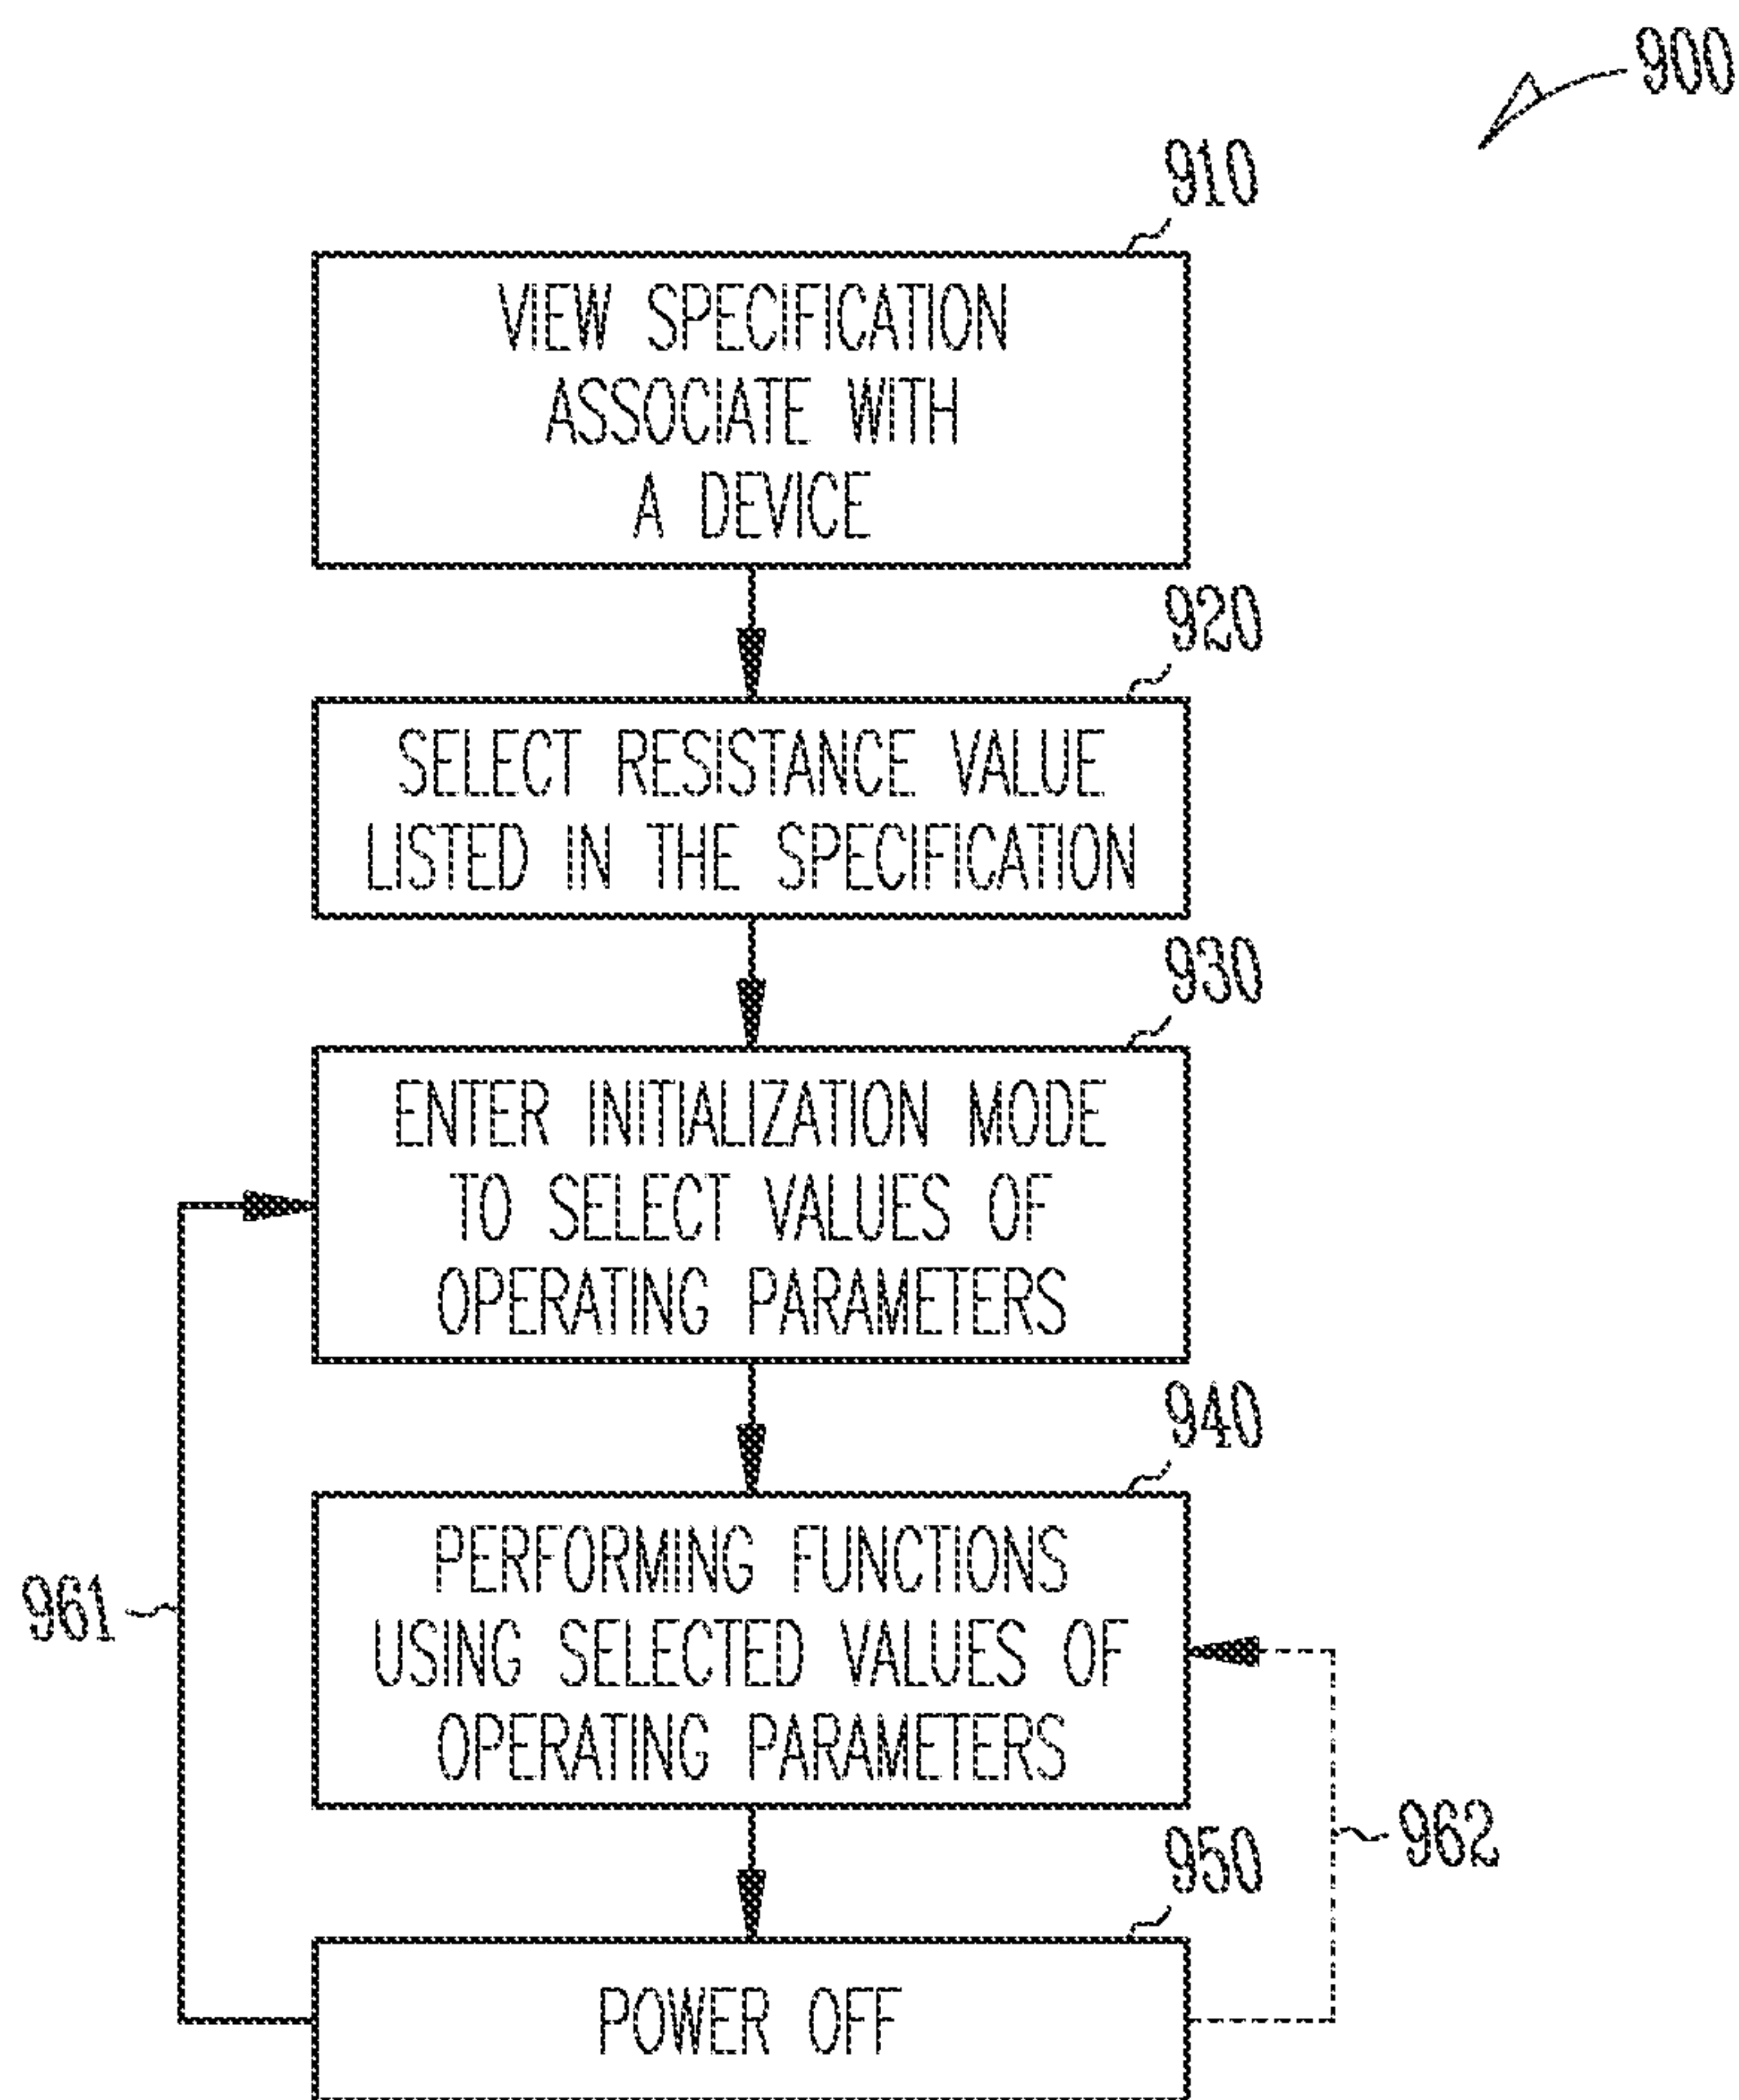 900
910
VIEW SPECIFICATION
ASSOCIATE WITH
A DEVICE
920
SELECT RESISTANCE VALUE
LISTED IN THE SPECIFICATION
930
ENTER INITIALIZATION MODE
TO SELECT VALUES OF
OPERATING PARAMETERS
940
PERFORMING FUNCTIONS
USING SELECTED VALUES OF
OPERATING PARAMETERS
961
962
950
POWER OFF